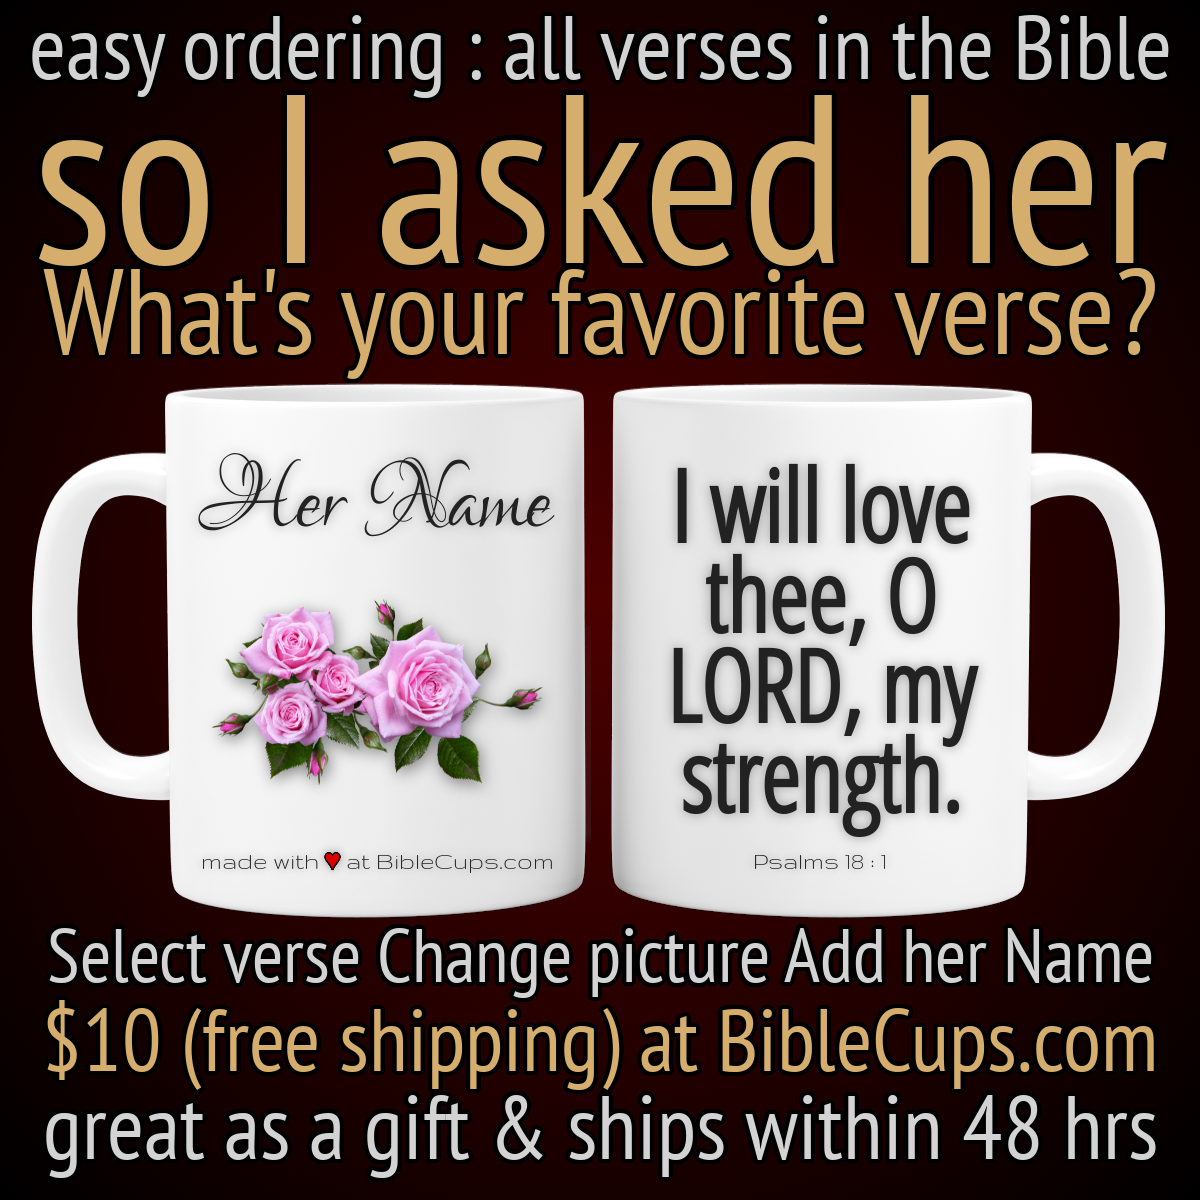 easy ordering : all verses in the Bible
so I asked her
What's your favorite verse?
Her Name
made with at BibleCups.com
I will love
thee, O
LORD, my
strength.
Psalms 18 : 1
Select verse Change picture Add her Name
$10 (free shipping) at BibleCups.com
great as a gift & ships within 48 hrs